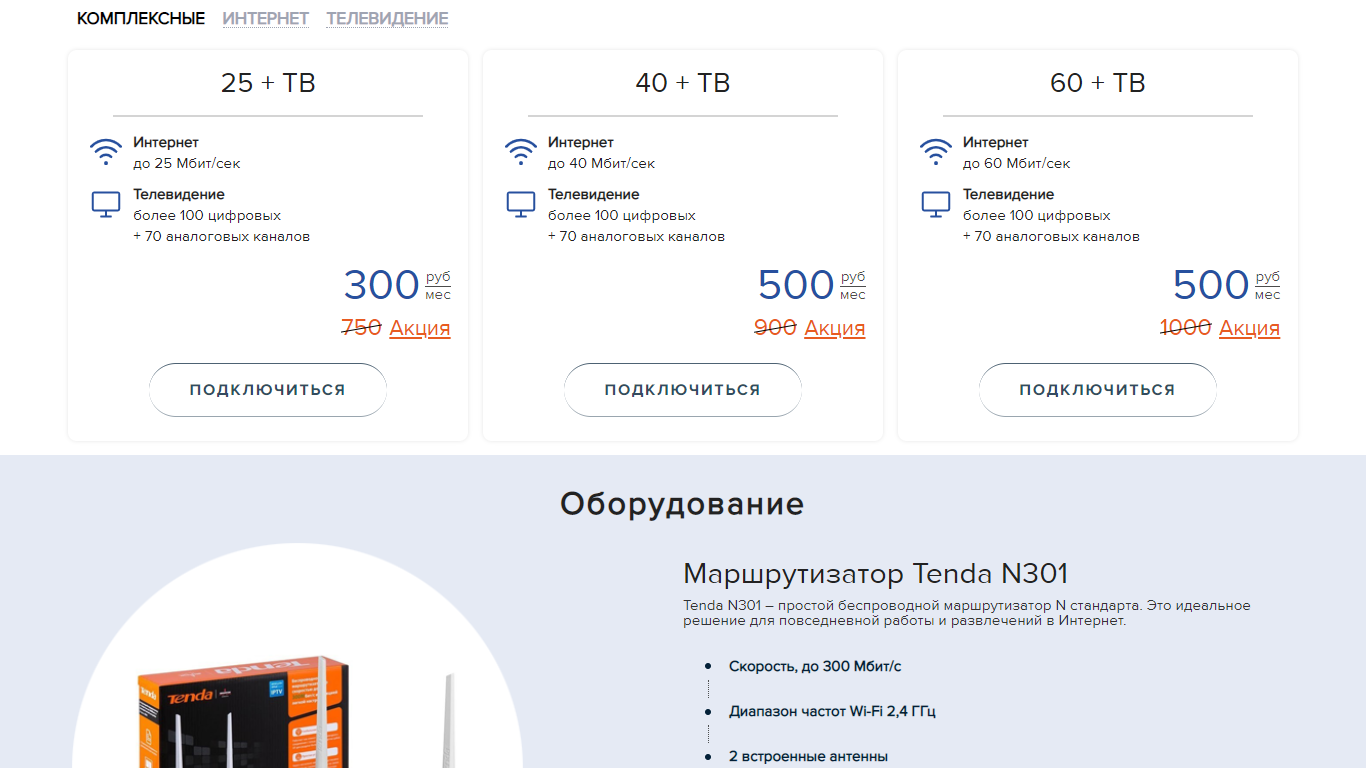 КОМПЛЕКСНЫЕ ИНТЕРНЕТ ТЕЛЕВИДЕНИЕ
25 + ТВ
Интернет
до 25 Мбит/сек
Телевидение
более 100 цифровых
+ 70 аналоговых каналов
300 руб
мес
750 Акция
ПОДКЛЮЧИТЬСЯ
40 + ТВ
Интернет
до 40 Мбит/сек
Телевидение
более 100 цифровых
+ 70 аналоговых каналов
500 руб
мес
900 Акция
ПОДКЛЮЧИТЬСЯ
60 + ТВ
Интернет
до 60 Мбит/сек
Телевидение
более 100 цифровых
+ 70 аналоговых каналов
500 руб
мес
1000 Акция
ПОДКЛЮЧИТЬСЯ
Оборудование
Tenda
Tenda
IPTV
Маршрутизатор Tenda N301
Tenda N301 – простой беспроводной маршрутизатор N стандарта. Это идеальное
решение для повседневной работы и развлечений в Интернет.
Скорость, до 300 Мбит/с
Диапазон частот Wi-Fi 2,4 ГГц
2 встроенные антенны